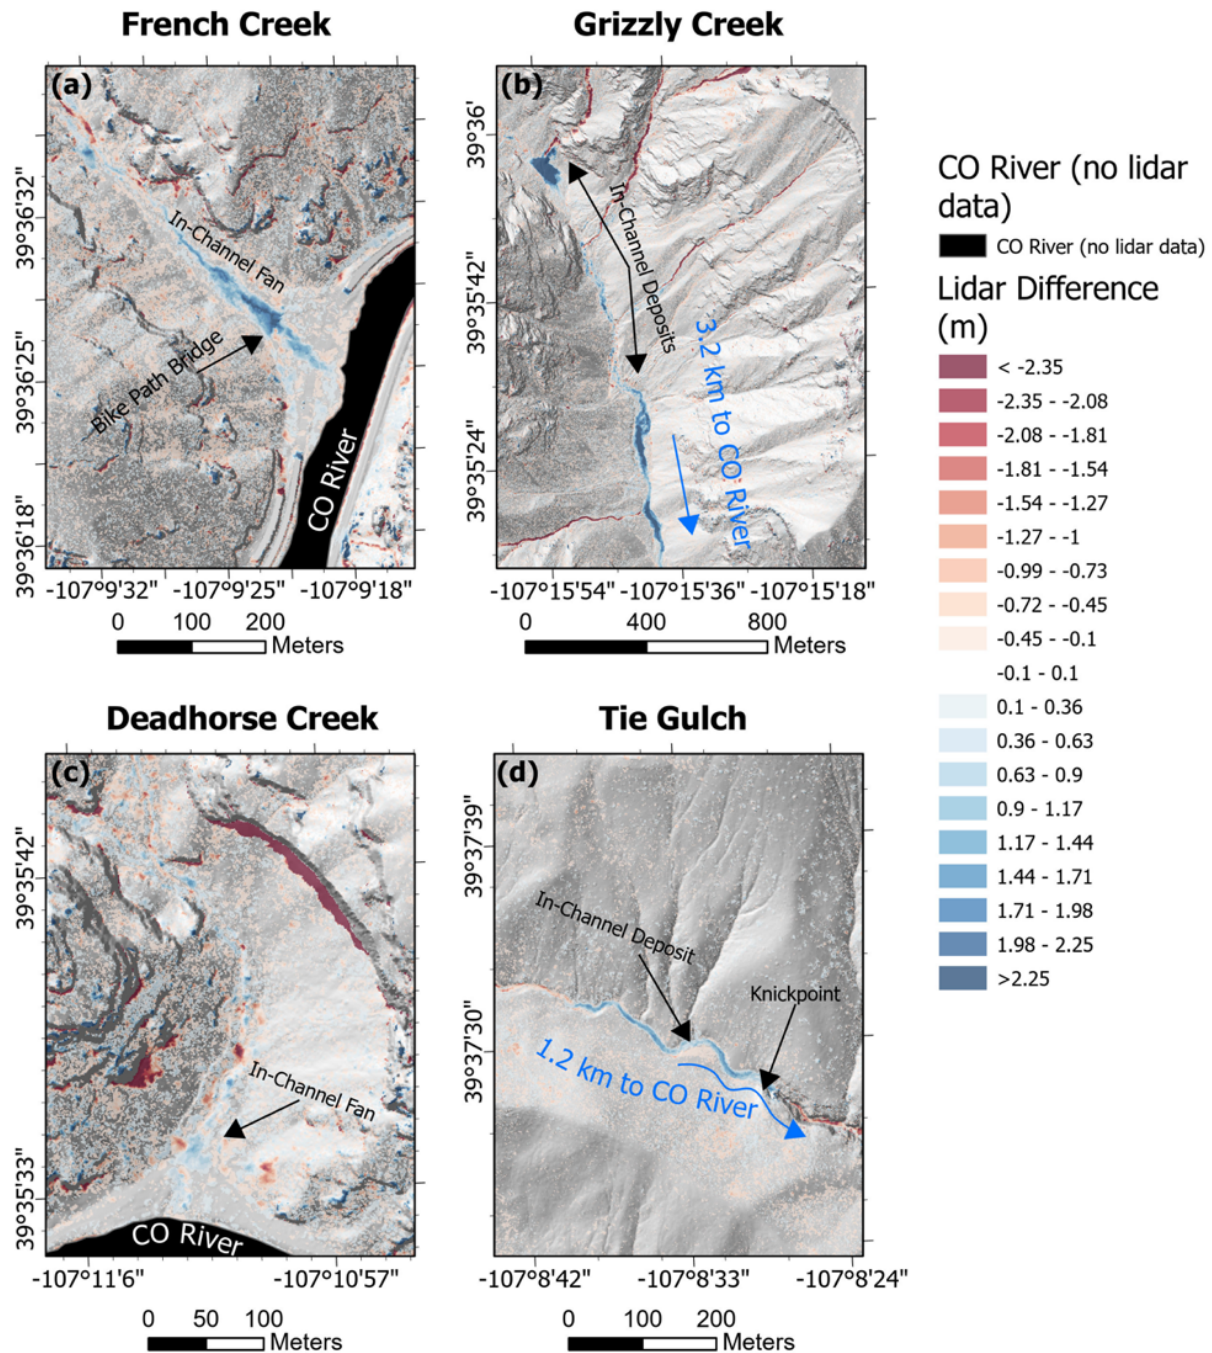 French Creek
Grizzly Creek
(a)
In-Channel Fan
Bike Path Bridge
CO River
39°36'32"
39°36'25"
39°36'18"
-107°9'32"
-107°9'25"
-107°9'18"
0
100
200
Meters
(b)
In-Channel Deposits
3.2 km to CO River
39°36'
39°35'42"
39°35'24"
-107°15'54"
-107°15'36"
-107°15'18"
0
400
800
Meters
CO River (no lidar
data)
CO River (no lidar data)
Lidar Difference
(m)
< -2.35
-2.35 - -2.08
-2.08 - -1.81
-1.81 - -1.54
-1.54 - -1.27
-1.27 - -1
-0.99 - -0.73
-0.72 - -0.45
-0.45 - -0.1
-0.1 - 0.1
0.1 - 0.36
0.36 - 0.63
0.63 - 0.9
0.9 - 1.17
1.17 - 1.44
1.44 - 1.71
1.71 - 1.98
1.98 - 2.25
>2.25
Deadhorse Creek
Tie Gulch
(c)
In-Channel Fan
CO River
39°35'42"
39°35'33"
-107°11'6"
-107°10'57"
0
50
100
Meters
(d)
In-Channel Deposit
Knickpoint
1.2 km to CO River
39°37'39"
39°37'30"
-107°8'42"
-107°8'33"
-107°8'24"
0
100
200
Meters